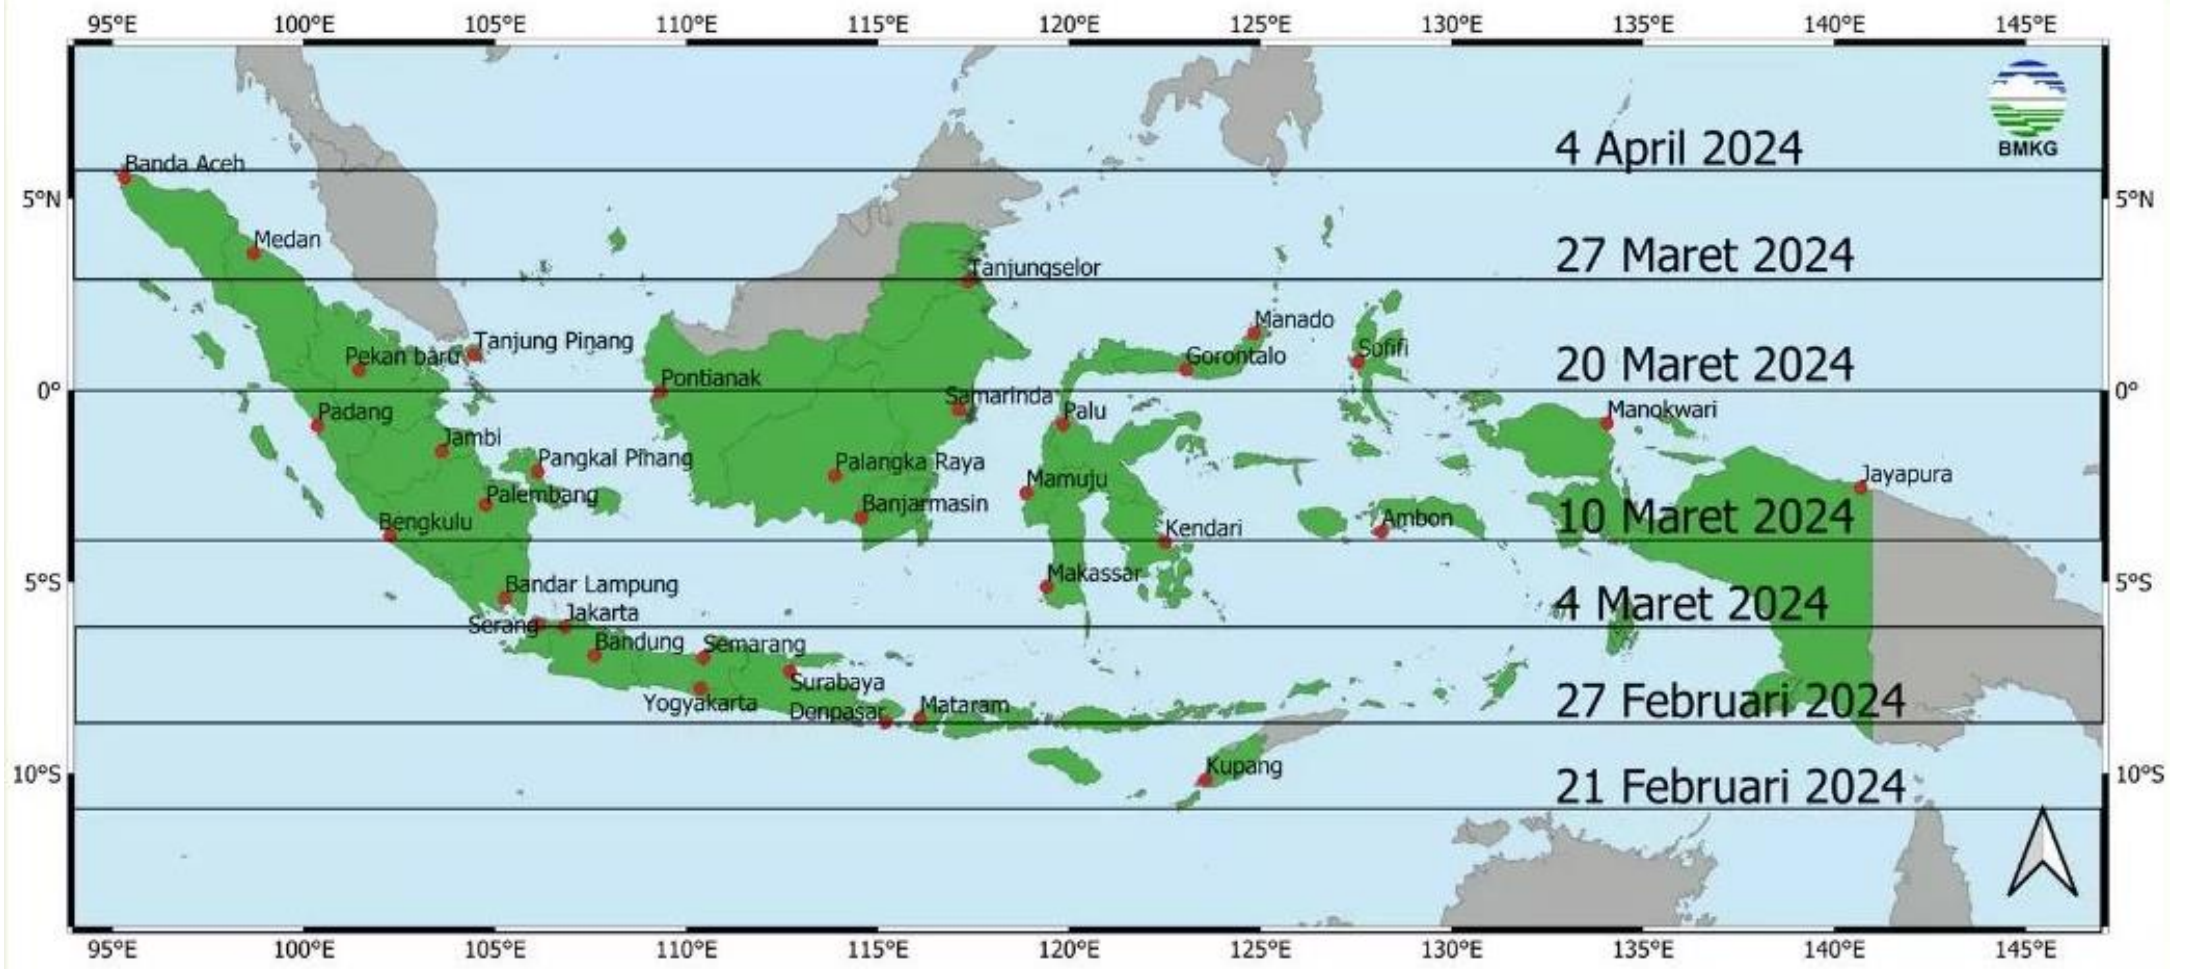 95°E 100°E 105°E 110°E 115°E 120°E 125°E 130°E 135°E 140°E 145°E
BMKG
4 April 2024
Banda Aceh
5°N 5°N
Medan
27 Maret 2024
Tanjungselor
Manado
Tanjung Pinang
Sofifi
Pekan baru
Gorontalo
20 Maret 2024
Pontianak
0° 0°
Samarinda
Padang
Palu
Manokwari
Jambi
Pangkal Pinang
Palangka Raya
Jayapura
Mamuju
Palembang
Banjarmasin
Bengkulu
Ambon
10 Maret 2024
Kendari
Makassar
5°S 5°S
Bandar Lampung
4 Maret 2024
Jakarta
Serang
Bandung
Semarang
Surabaya
Yogyakarta
Denpasar
Mataram
27 Februari 2024
Kupang
10°S 10°S
21 Februari 2024
95°E 100°E 105°E 110°E 115°E 120°E 125°E 130°E 135°E 140°E 145°E